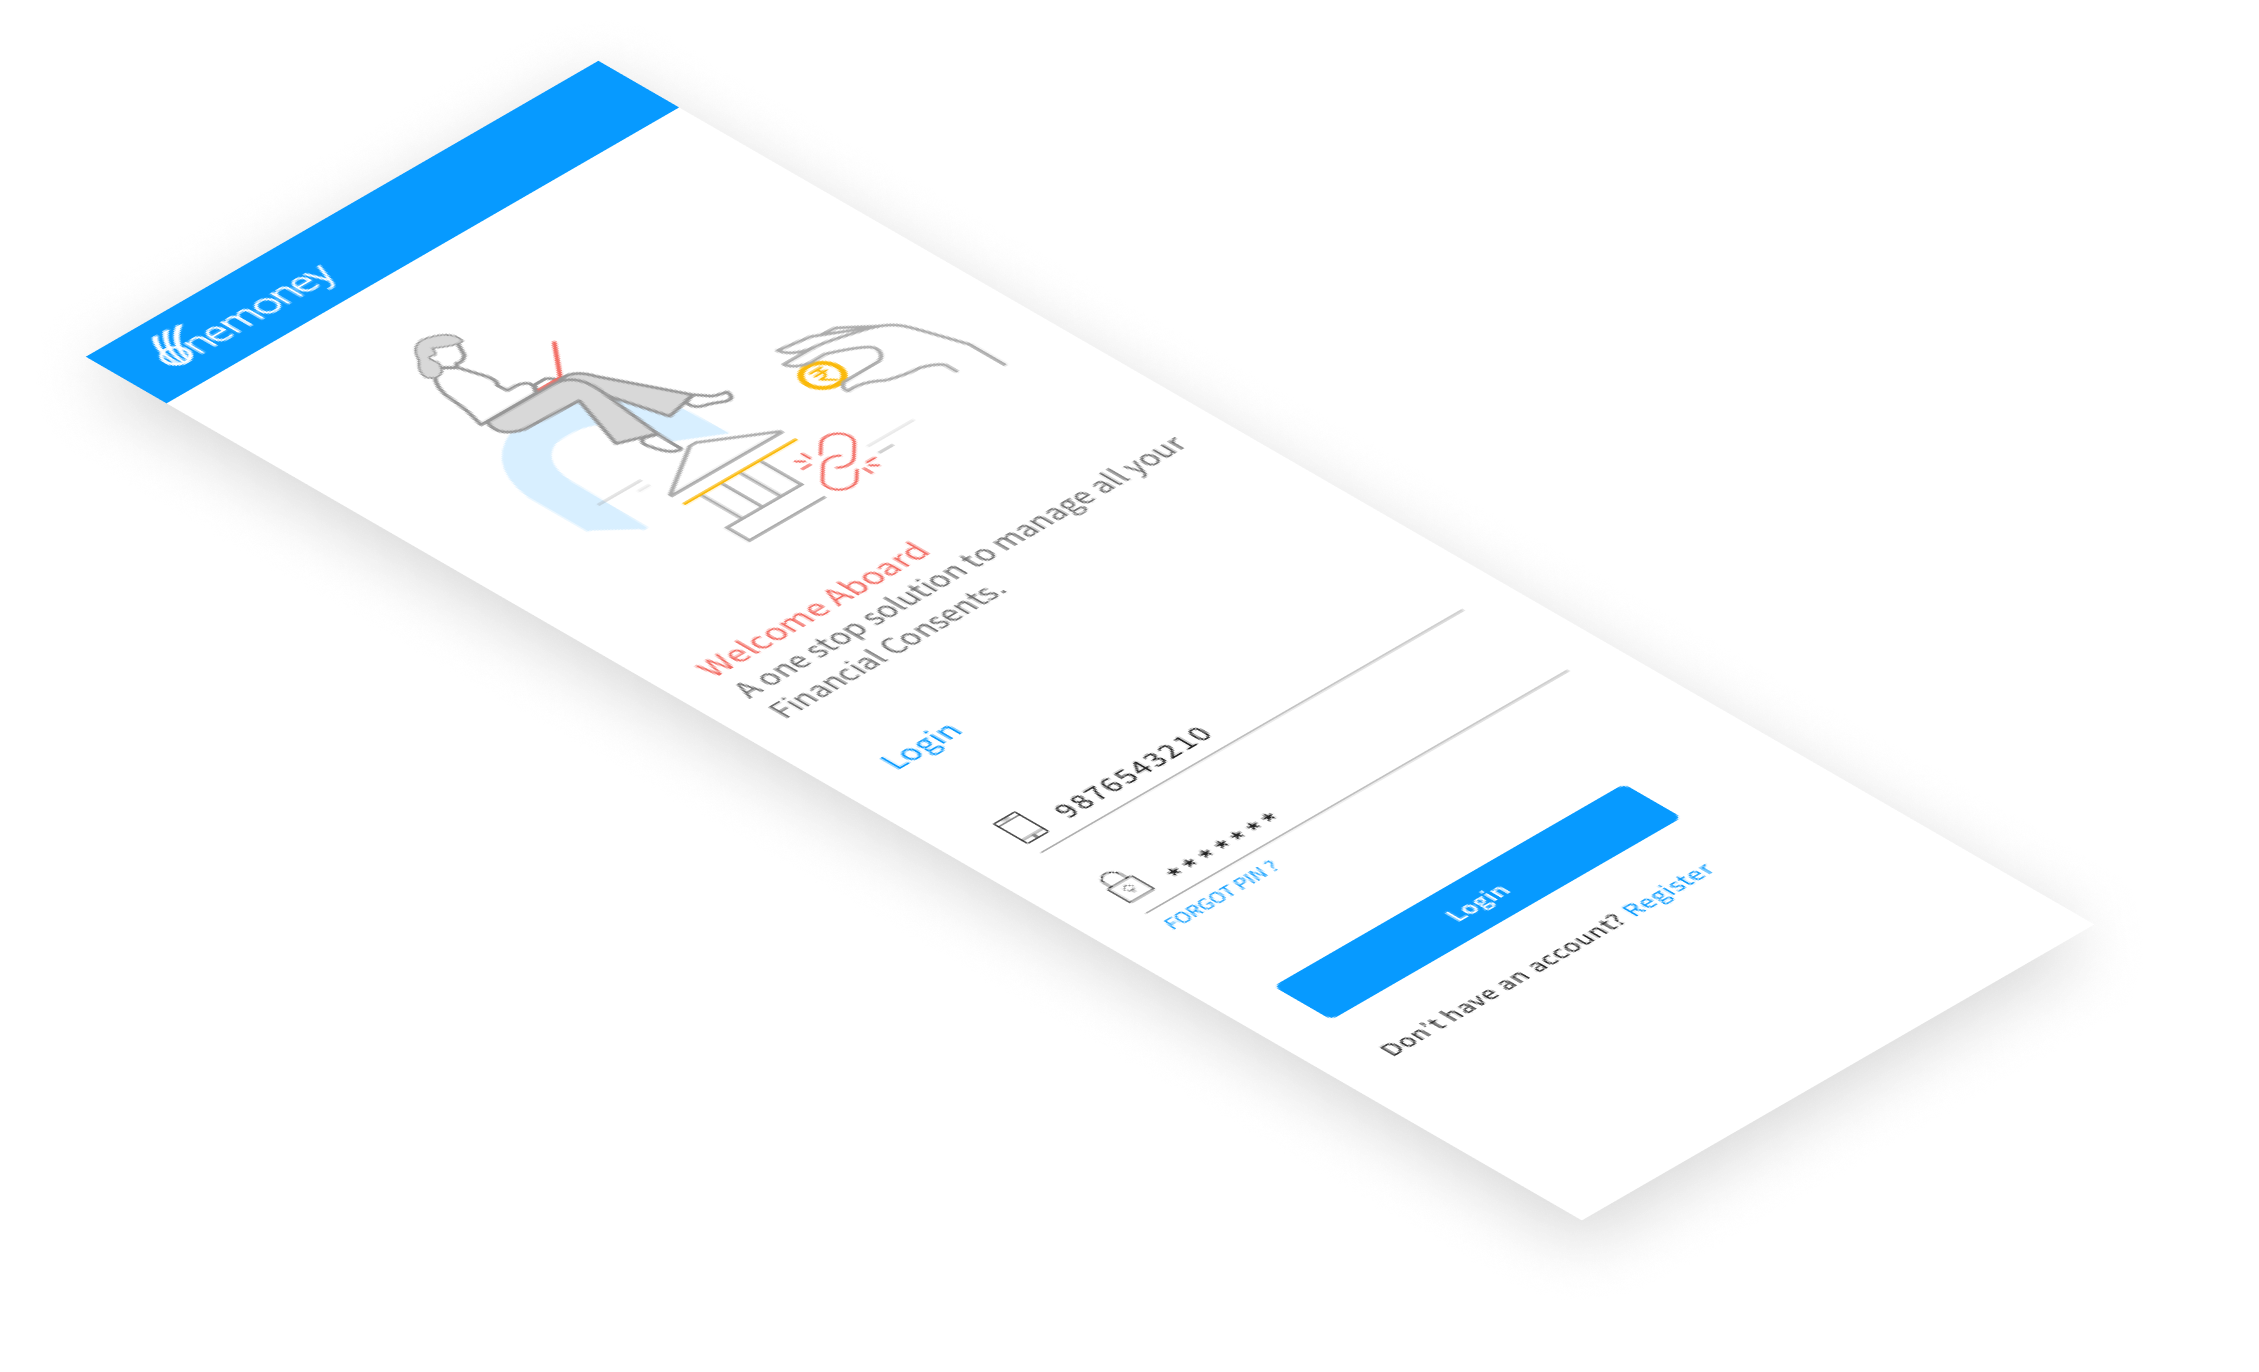 Onemoney
Welcome Aboard
A one stop solution to manage all your
Financial Consents.
Login
9876543210
*******
FORGOT PIN ?
Login
Don't have an account? Register